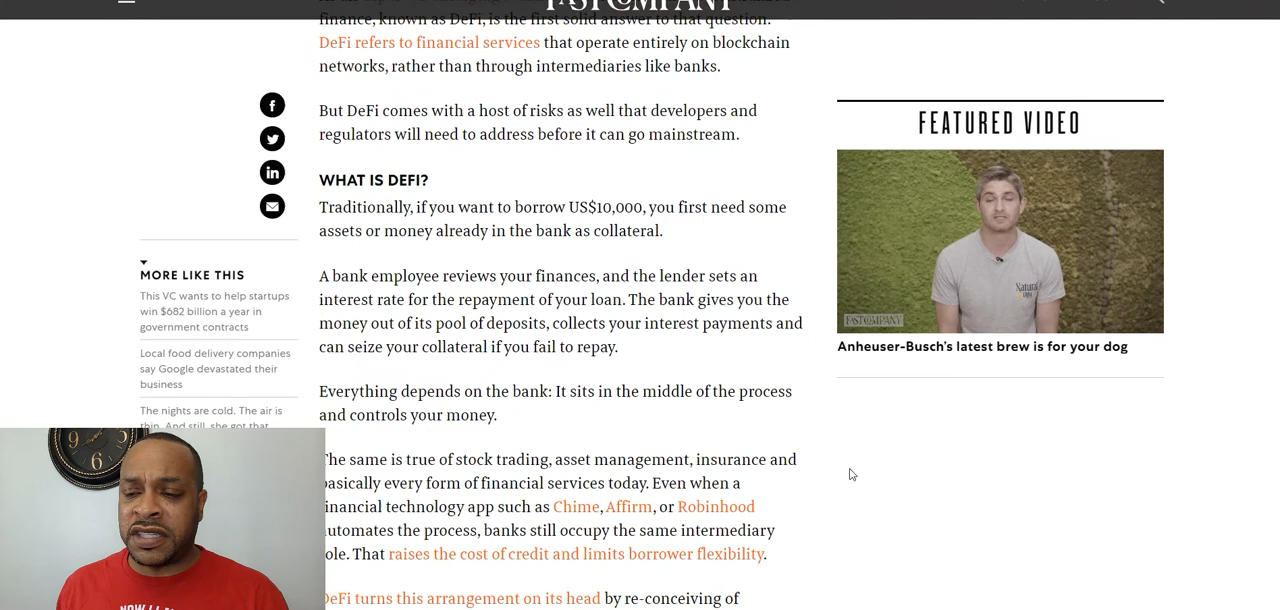 FAST COMPANY
finance, known as DeFi, is the first solid answer to that question.
DeFi refers to financial services that operate entirely on blockchain
networks, rather than through intermediaries like banks.
But DeFi comes with a host of risks as well that developers and
regulators will need to address before it can go mainstream.
WHAT IS DEFI?
Traditionally, if you want to borrow US$10,000, you first need some
assets or money already in the bank as collateral.
A bank employee reviews your finances, and the lender sets an
interest rate for the repayment of your loan. The bank gives you the
money out of its pool of deposits, collects your interest payments and
can seize your collateral if you fail to repay.
Everything depends on the bank: It sits in the middle of the process
and controls your money.
The same is true of stock trading, asset management, insurance and
basically every form of financial services today. Even when a
financial technology app such as Chime, Affirm, or Robinhood
automates the process, banks still occupy the same intermediary
role. That raises the cost of credit and limits borrower flexibility.
DeFi turns this arrangement on its head by re-conceiving of
MORE LIKE THIS
This VC wants to help startups
win $682 billion a year in
government contracts
Local food delivery companies
say Google devastated their
business
The nights are cold. The air is
thin. And still, she got that
FEATURED VIDEO
Natural
FAST COMPANY
Anheuser-Busch's latest brew is for your dog
9
3
6